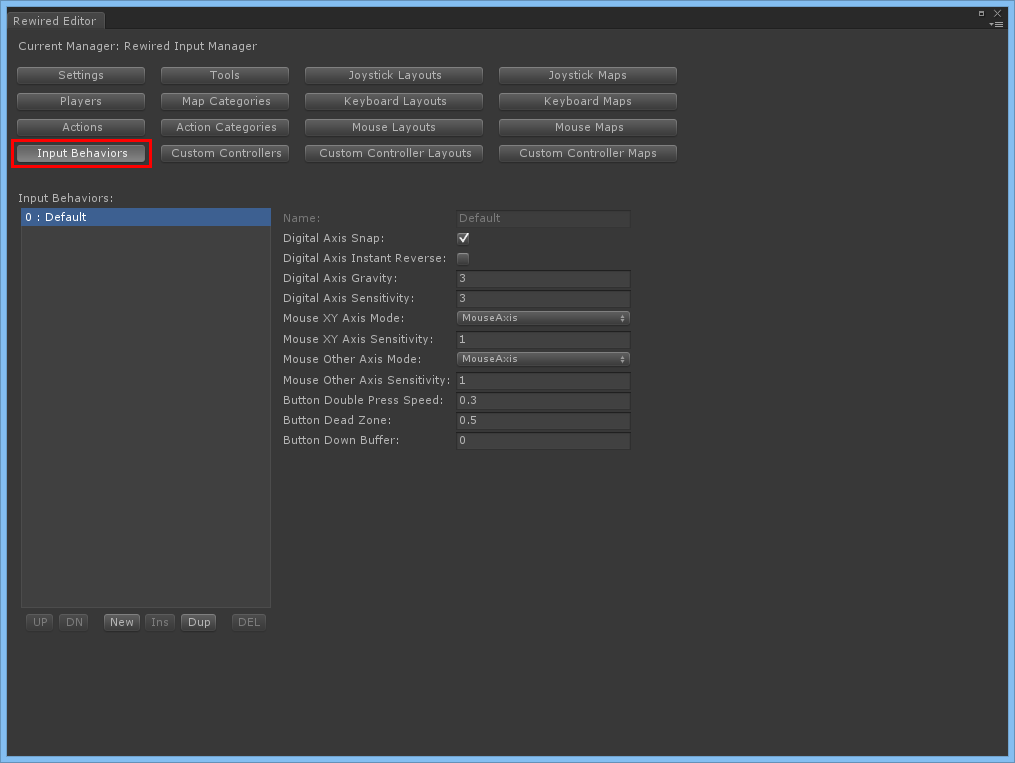 Rewired Editor
Current Manager: Rewired Input Manager
Settings Tools Joystick Layouts Joystick Maps
Players Map Categories Keyboard Layouts Keyboard Maps
Actions Action Categories Mouse Layouts Mouse Maps
Input Behaviors Custom Controllers Custom Controller Layouts Custom Controller Maps
Input Behaviors:
0 : Default
Name: Default
Digital Axis Snap:
Digital Axis Instant Reverse:
Digital Axis Gravity: 3
Digital Axis Sensitivity: 3
Mouse XY Axis Mode: MouseAxis
Mouse XY Axis Sensitivity: 1
Mouse Other Axis Mode: MouseAxis
Mouse Other Axis Sensitivity: 1
Button Double Press Speed: 0.3
Button Dead Zone: 0.5
Button Down Buffer: 0
UP DN New Ins Dup DEL